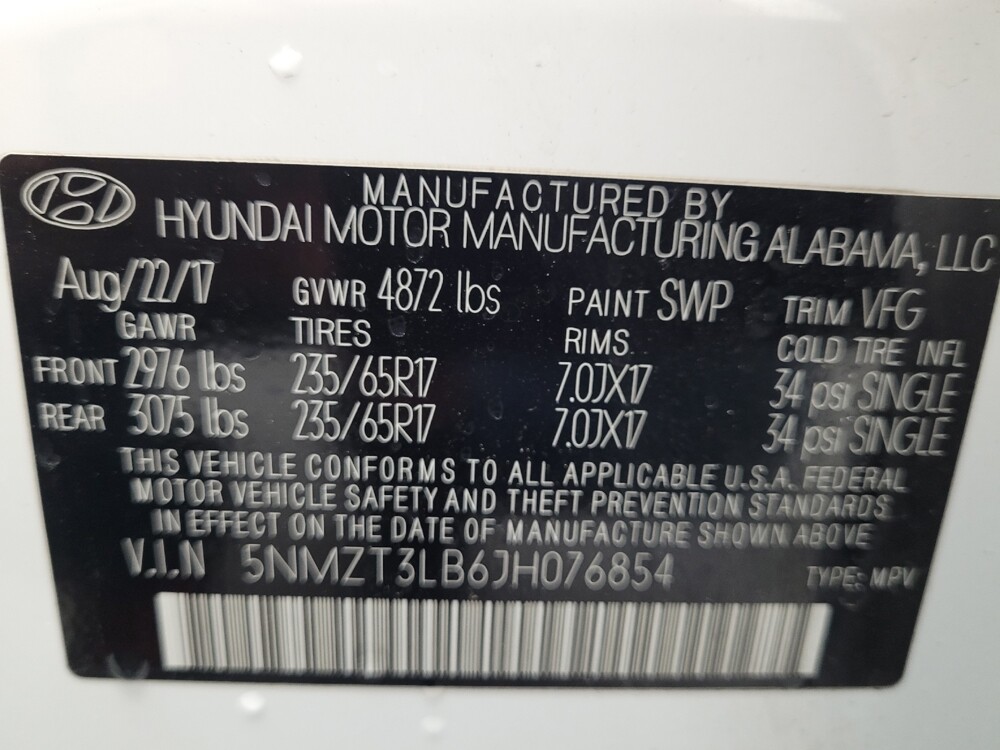 MANUFACTURED BY
HYUNDAI MOTOR MANUFACTURING ALABAMA, LLC
Aug/22/17 GVWR 4872 lbs PAINT SWP TRIM VFG
GAWR TIRES RIMS COLD TIRE INFL
FRONT 2976 lbs 235/65R17 7.0JX17 34 psi SINGLE
REAR 3075 lbs 235/65R17 7.0JX17 34 psi SINGLE
THIS VEHICLE CONFORMS TO ALL APPLICABLE U.S.A. FEDERAL
MOTOR VEHICLE SAFETY AND THEFT PREVENTION STANDARDS
IN EFFECT ON THE DATE OF MANUFACTURE SHOWN ABOVE
V.I.N 5NMZT3LB6JH076854 TYPE: MPV